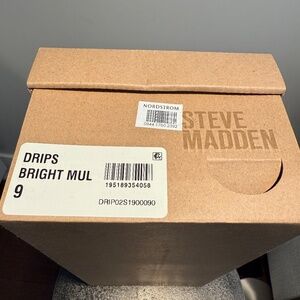 NORDSTROM
STEVE
MADDEN
DRIPS
BRIGHT MUL
9
195189354058
DRIP02S1900090